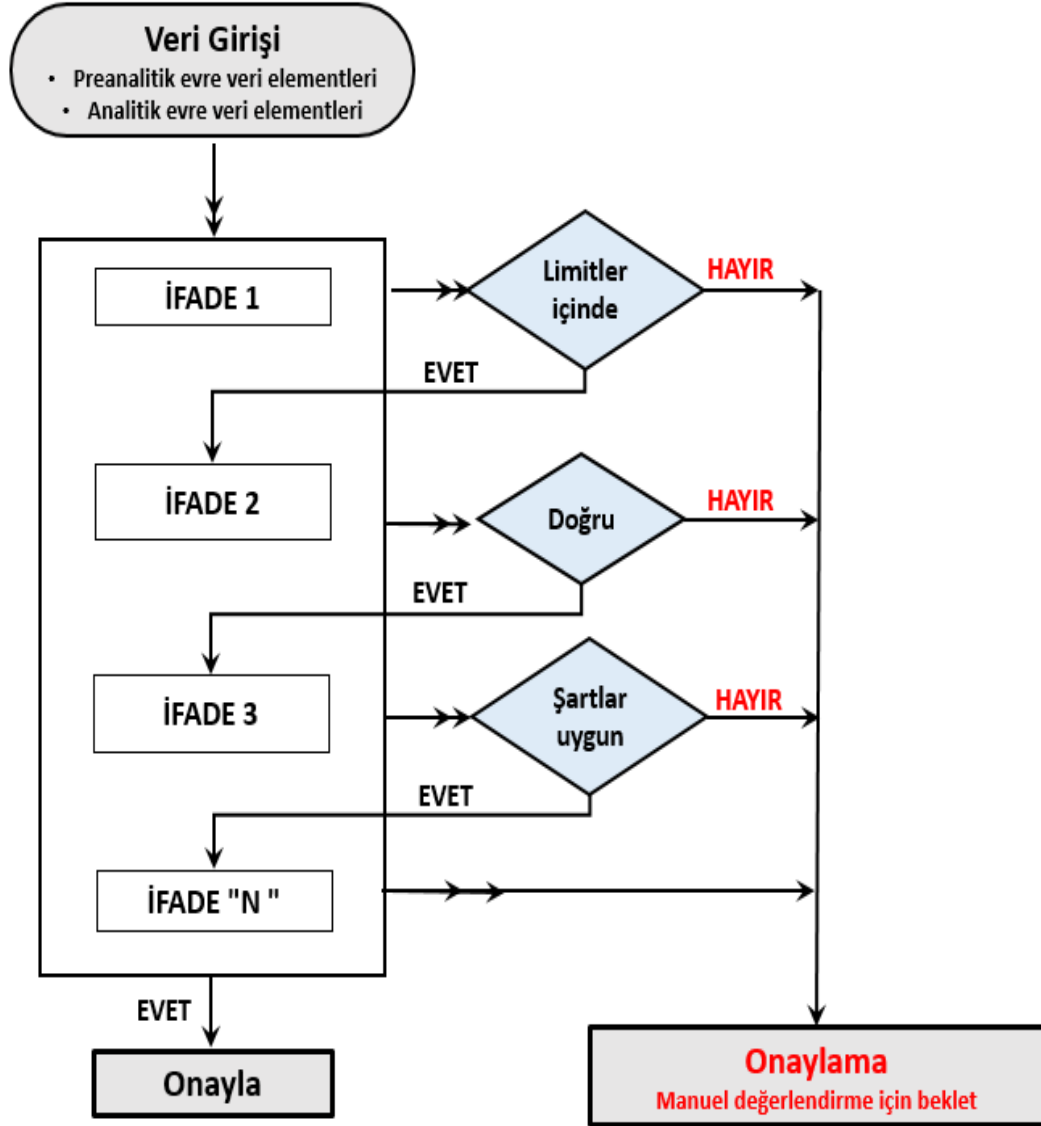 Veri Girişi
• Preanalitik evre veri elementleri
• Analitik evre veri elementleri
İFADE 1
Limitler
içinde
HAYIR
EVET
İFADE 2
Doğru
HAYIR
EVET
İFADE 3
Şartlar
uygun
HAYIR
EVET
İFADE "N "
EVET
Onayla
Onaylama
Manuel değerlendirme için beklet